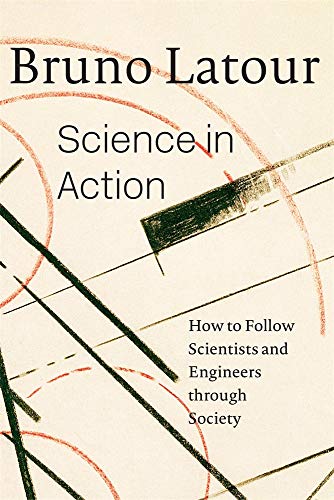 Bruno Latour
Science in
Action
How to Follow
Scientists and
Engineers
through
Society